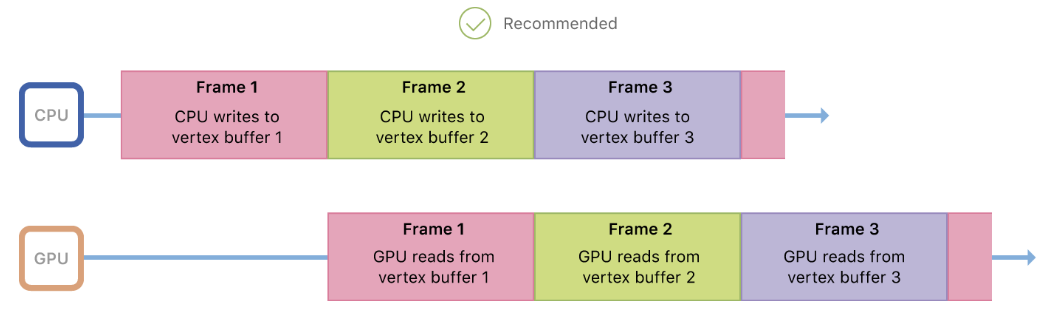 Recommended
CPU
Frame 1
CPU writes to
vertex buffer 1
Frame 2
CPU writes to
vertex buffer 2
Frame 3
CPU writes to
vertex buffer 3
GPU
Frame 1
GPU reads from
vertex buffer 1
Frame 2
GPU reads from
vertex buffer 2
Frame 3
GPU reads from
vertex buffer 3